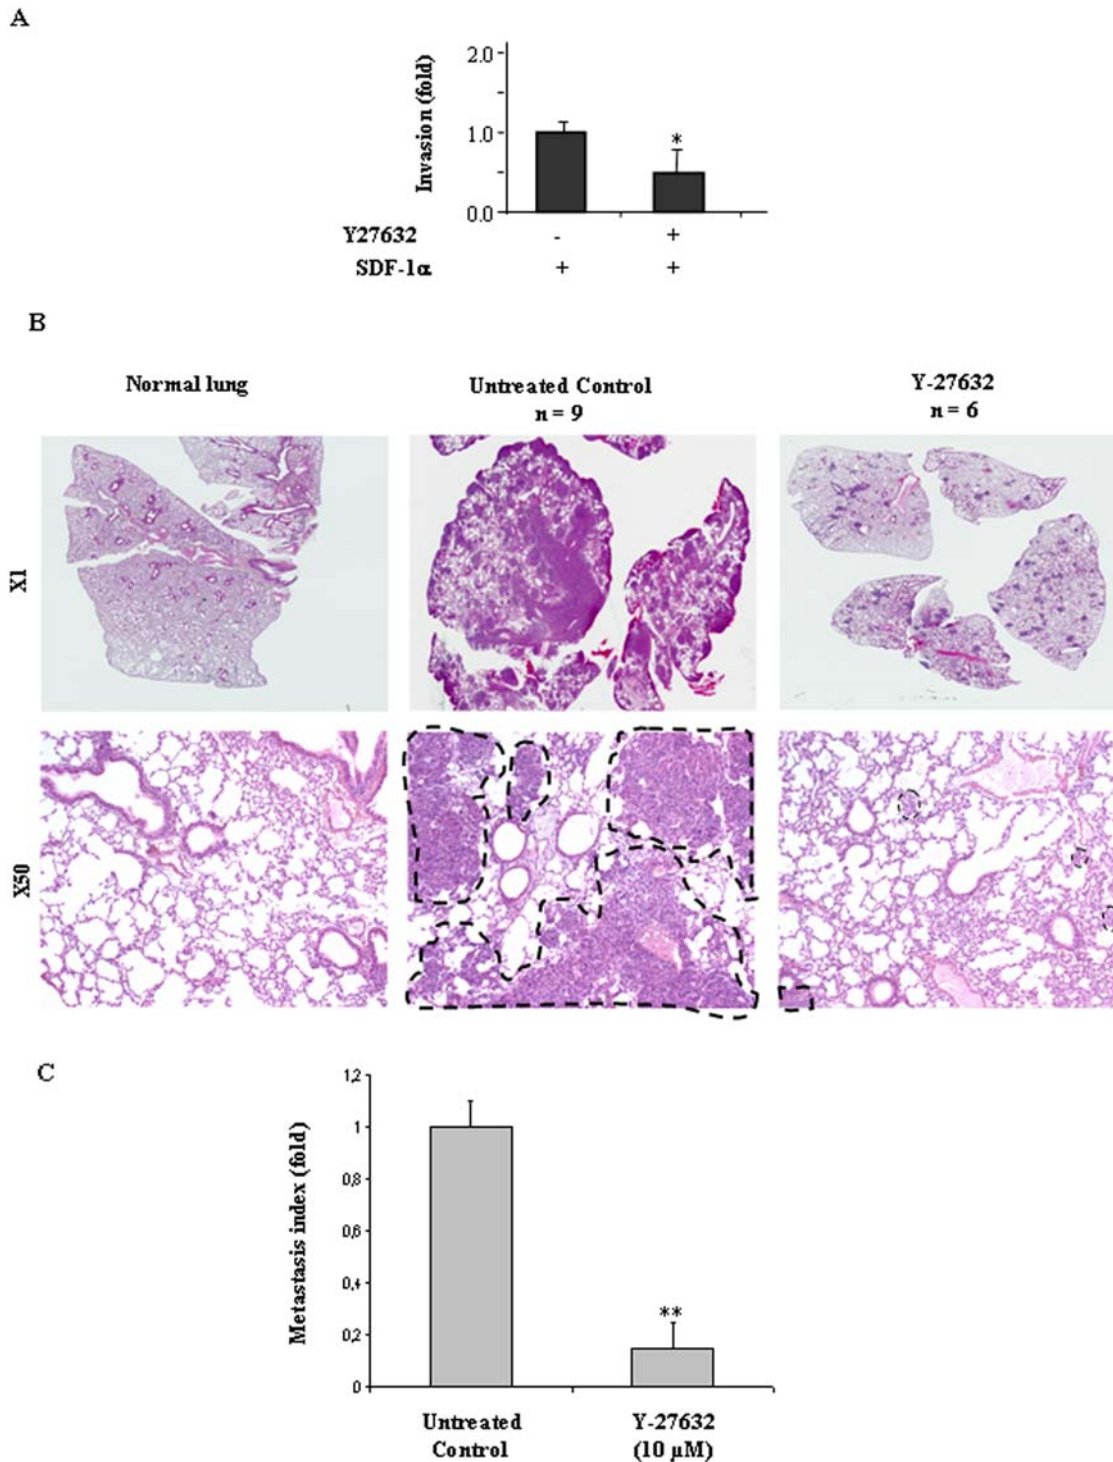 A
Invasion (fold)
2.0
1.0
0.0
Y27632 - +
SDF-1α + +
B
Normal lung
Untreated Control
n = 9
Y-27632
n = 6
X1
X50
C
Metastasis index (fold)
1,2
1
0,8
0,6
0,4
0,2
0
*
**
Untreated
Control
Y-27632
(10 μM)